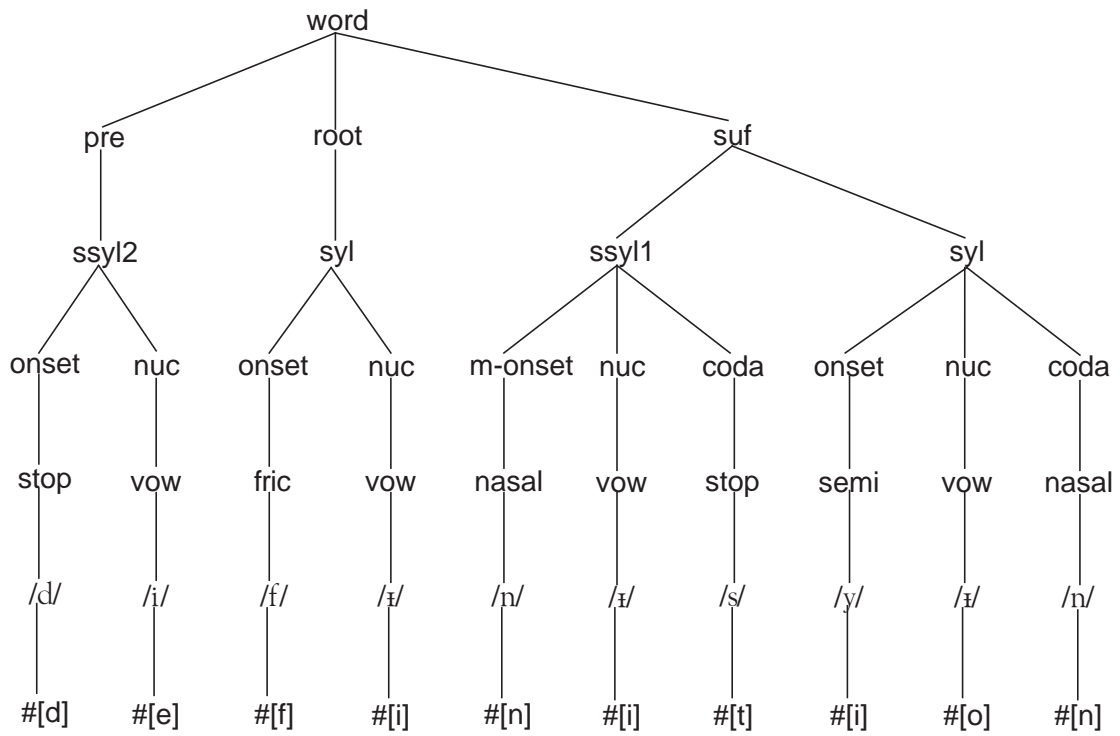 word
pre root suf
ssyl2 syl ssyl1 syl
onset nuc onset nuc m-onset nuc coda onset nuc coda
stop vow fric vow nasal vow stop semi vow nasal
/d/ /i/ /f/ /ɪ/ /n/ /ɪ/ /s/ /y/ /ɪ/ /n/
#[d] #[e] #[f] #[i] #[n] #[i] #[t] #[i] #[o] #[n]